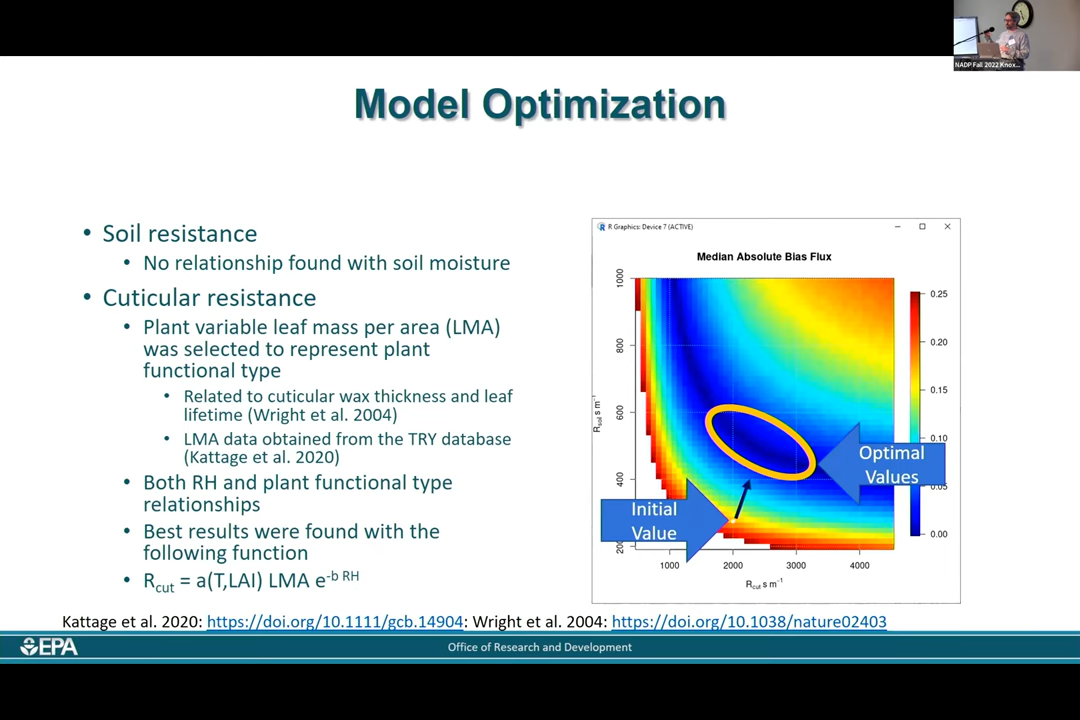 NADP Fall 2022 Knox...
Model Optimization
• Soil resistance
• No relationship found with soil moisture
• Cuticular resistance
• Plant variable leaf mass per area (LMA)
was selected to represent plant
functional type
• Related to cuticular wax thickness and leaf
lifetime (Wright et al. 2004)
• LMA data obtained from the TRY database
(Kattage et al. 2020)
• Both RH and plant functional type
relationships
• Best results were found with the
following function
• Rcut = a(T,LAI) LMA e-b RH
R Graphics: Device 7 (ACTIVE)
Median Absolute Bias Flux
1000
800
600
400
200
Rsoil s m⁻¹
1000 2000 3000 4000
Rcut s m⁻¹
0.25
0.20
0.15
0.10
0.05
0.00
Initial
Value
Optimal
Values
Kattage et al. 2020: https://doi.org/10.1111/gcb.14904; Wright et al. 2004: https://doi.org/10.1038/nature02403
EPA
Office of Research and Development